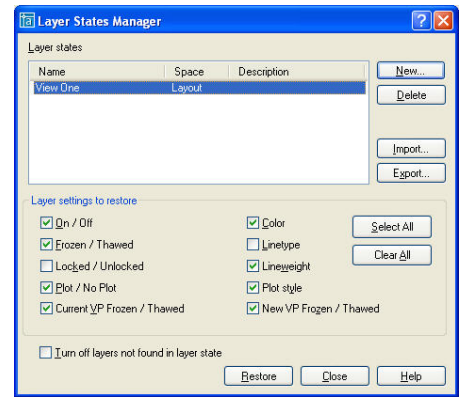 Layer States Manager
Layer states
Name Space Description
View One Layout
New...
Delete
Import...
Export...
Layer settings to restore
On / Off
Frozen / Thawed
Locked / Unlocked
Plot / No Plot
Current VP Frozen / Thawed
Color
Linetype
Lineweight
Plot style
New VP Frozen / Thawed
Select All
Clear All
Turn off layers not found in layer state
Restore Close Help